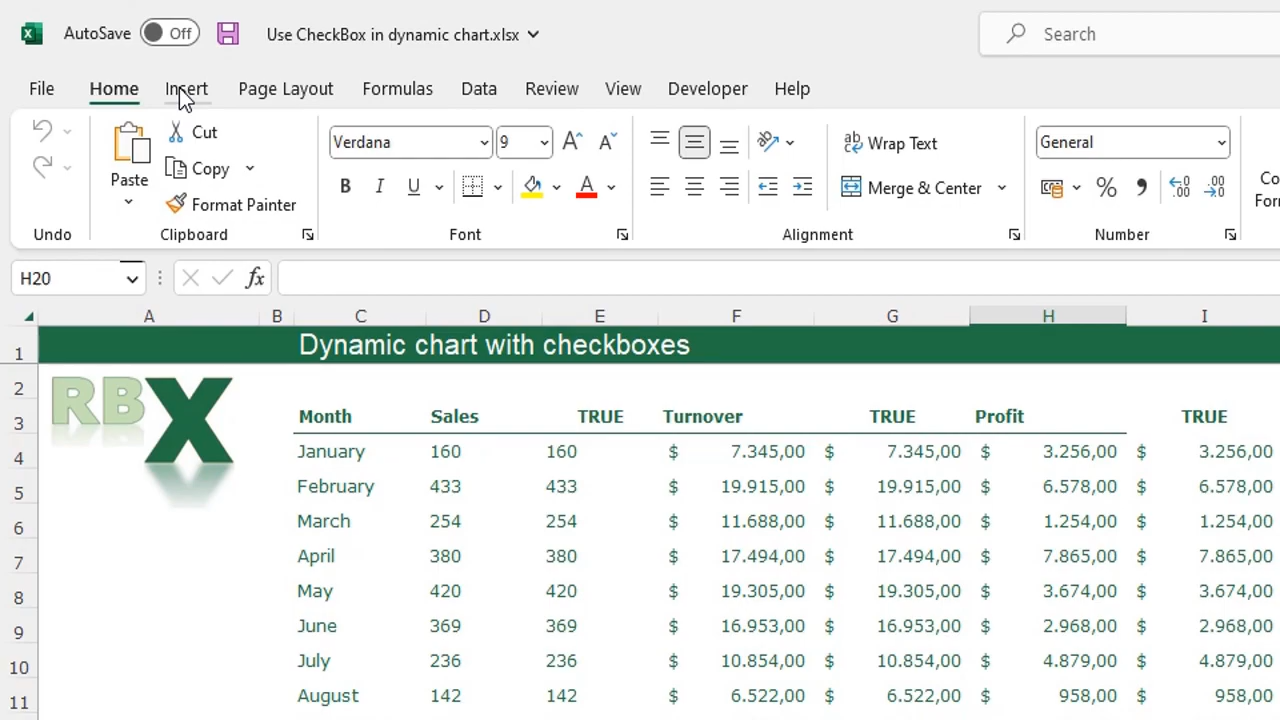 AutoSave Off Use CheckBox in dynamic chart.xlsx Search
File Home Insert Page Layout Formulas Data Review View Developer Help
Cut
Copy
Format Painter
Paste
Undo
Clipboard
Verdana 9
B I U A
Font
ab Wrap Text
Merge & Center
Alignment
General
% 9 .00
Number
Co
Forr
H20 fx
A B C D E F G H I
1 Dynamic chart with checkboxes
2 RBX
3 Month Sales TRUE Turnover TRUE Profit TRUE
4 January 160 160 $ 7.345,00 $ 7.345,00 $ 3.256,00 $ 3.256,00
5 February 433 433 $ 19.915,00 $ 19.915,00 $ 6.578,00 $ 6.578,00
6 March 254 254 $ 11.688,00 $ 11.688,00 $ 1.254,00 $ 1.254,00
7 April 380 380 $ 17.494,00 $ 17.494,00 $ 7.865,00 $ 7.865,00
8 May 420 420 $ 19.305,00 $ 19.305,00 $ 3.674,00 $ 3.674,00
9 June 369 369 $ 16.953,00 $ 16.953,00 $ 2.968,00 $ 2.968,00
10 July 236 236 $ 10.854,00 $ 10.854,00 $ 4.879,00 $ 4.879,00
11 August 142 142 $ 6.522,00 $ 6.522,00 $ 958,00 $ 958,00